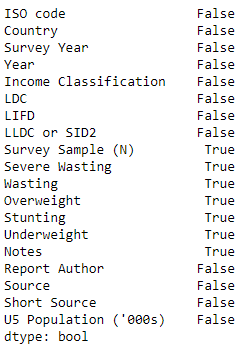 ISO code False
Country False
Survey Year False
Year False
Income Classification False
LDC False
LIFD False
LLDC or SID2 False
Survey Sample (N) True
Severe Wasting True
Wasting True
Overweight True
Stunting True
Underweight True
Notes True
Report Author False
Source False
Short Source False
U5 Population ('000s) False
dtype: bool